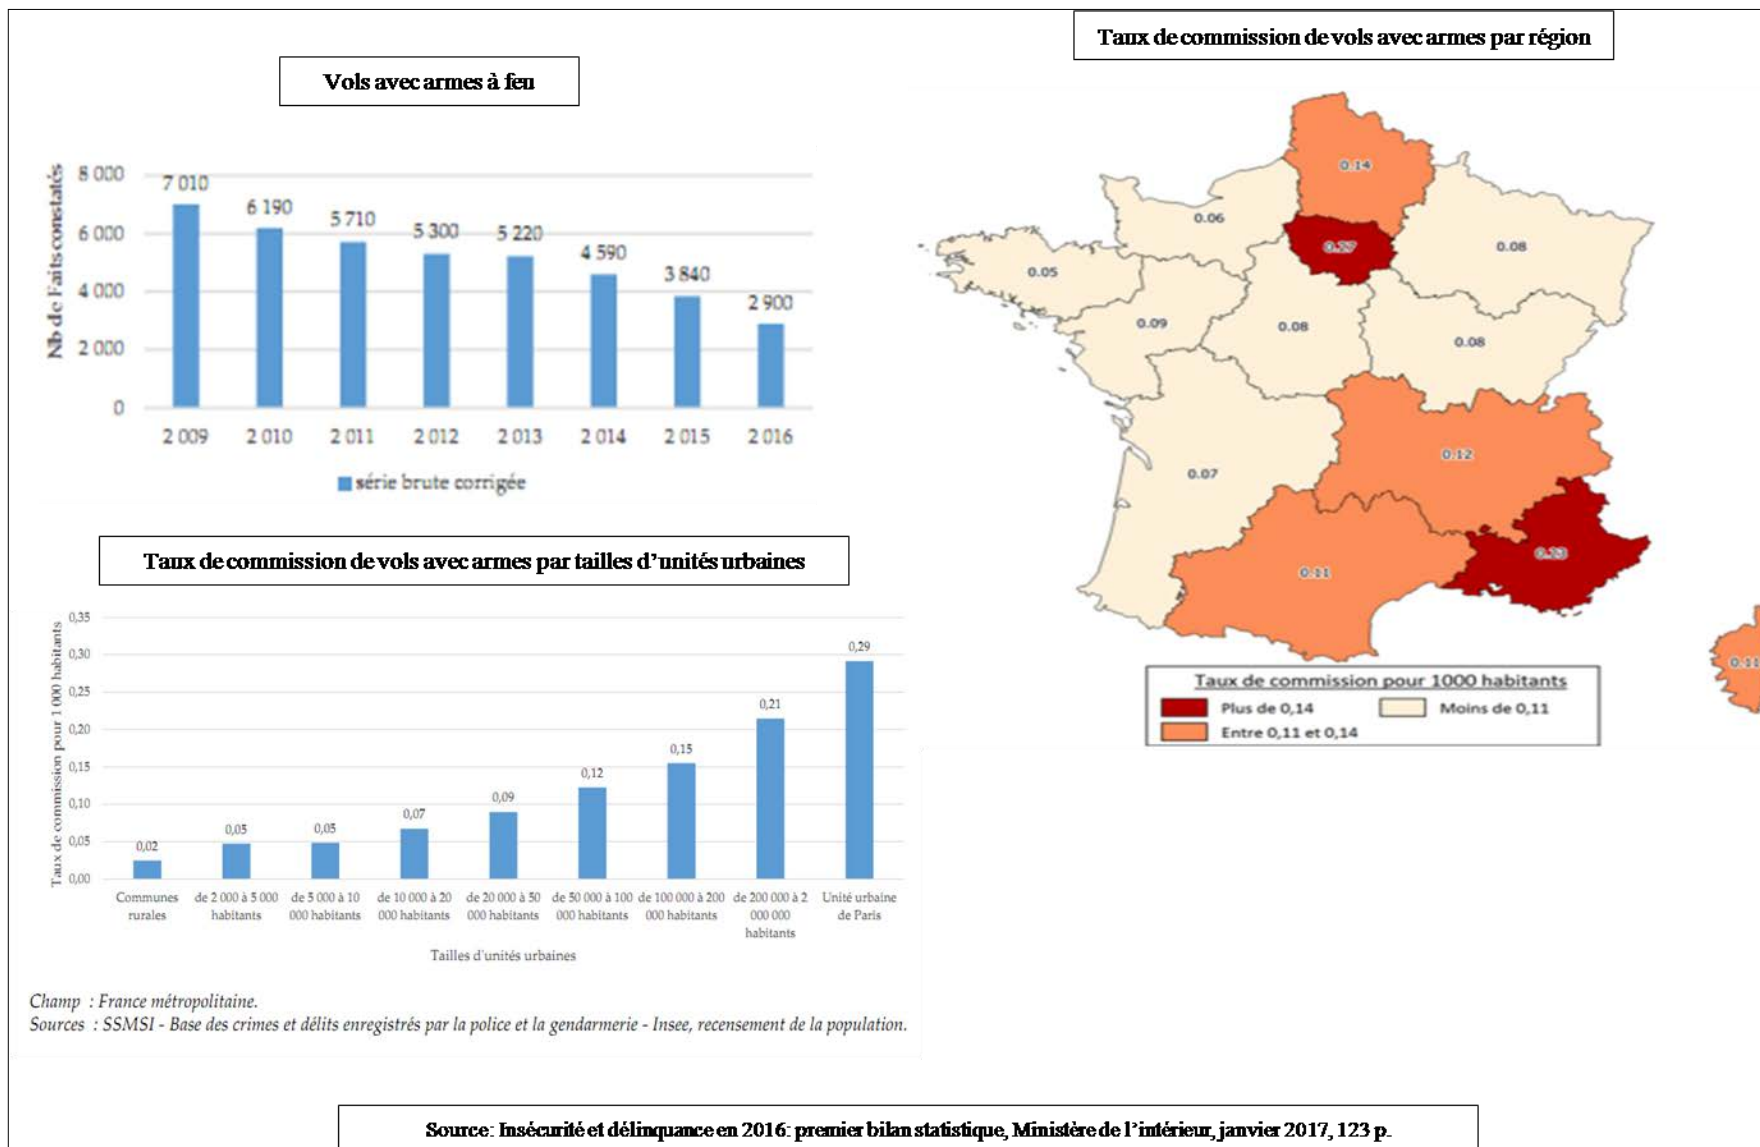 Vols avec armes à feu
Nb de Faits constatés
8 000
6 000
4 000
2 000
0
7 010
6 190
5 710
5 300
5 220
4 590
3 840
2 900
2 009
2 010
2 011
2 012
2 013
2 014
2 015
2 016
série brute corrigée
Taux de commission de vols avec armes par tailles d'unités urbaines
Taux de commission pour 1 000 habitants
0,35
0,30
0,25
0,20
0,15
0,10
0,05
0,00
0,02
0,05
0,05
0,07
0,09
0,12
0,15
0,21
0,29
Communes
rurales
de 2 000 à 5 000
habitants
de 5 000 à 10
000 habitants
de 10 000 à 20
000 habitants
de 20 000 à 50
000 habitants
de 50 000 à 100
000 habitants
de 100 000 à 200
000 habitants
de 200 000 à 2
000 000
habitants
Unité urbaine
de Paris
Tailles d'unités urbaines
Champ : France métropolitaine.
Sources : SSMSI - Base des crimes et délits enregistrés par la police et la gendarmerie - Insee, recensement de la population.
Taux de commission de vols avec armes par région
0.14
0.06
0.27
0.08
0.05
0.09
0.08
0.08
0.12
0.07
0.23
0.11
0.11
Taux de commission pour 1000 habitants
Plus de 0,14
Moins de 0,11
Entre 0,11 et 0,14
Source: Insécurité et délinquance en 2016: premier bilan statistique, Ministère de l'intérieur, janvier 2017, 123 p.